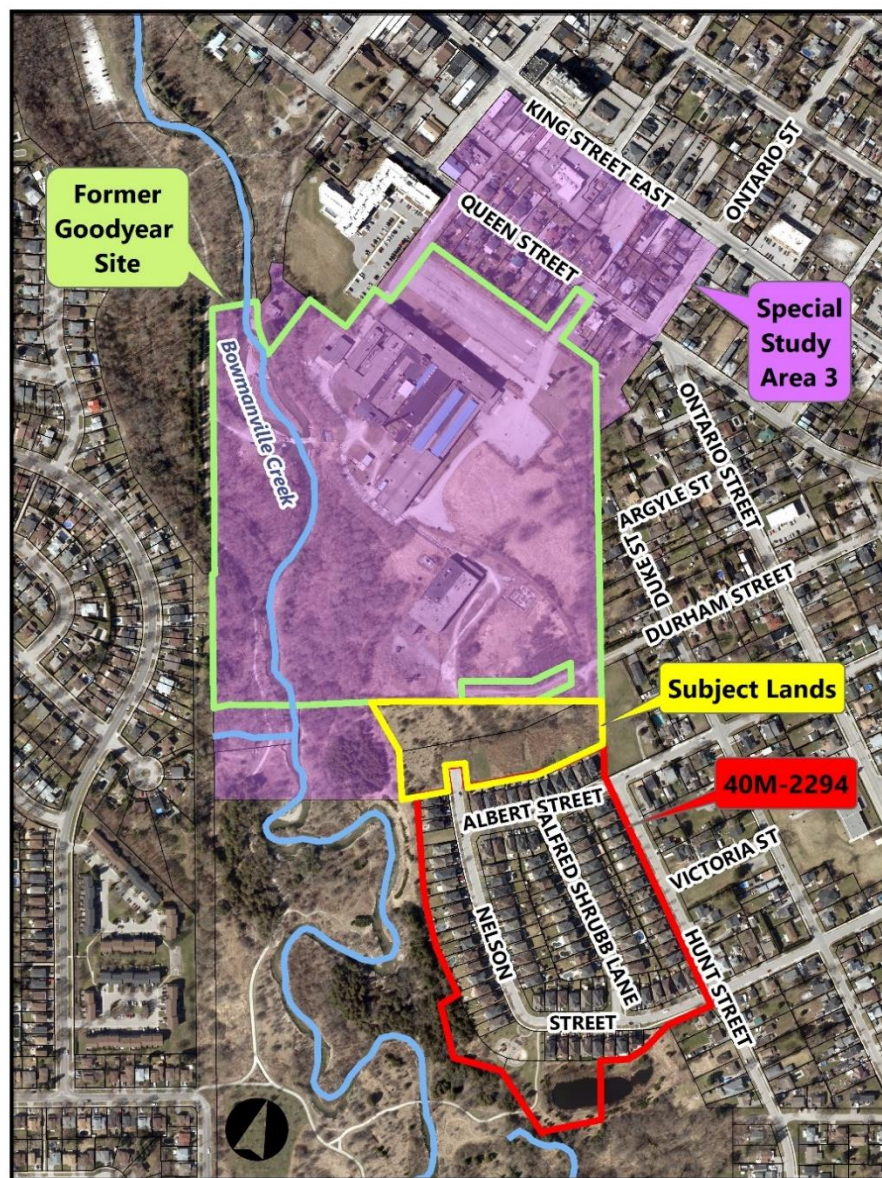 KING STREET EAST
ONTARIO ST
Former
Goodyear
Site
QUEEN STREET
Special
Study
Area 3
Bowmanville Creek
ONTARIO STREET
ARGYLE ST
DUKE ST
DURHAM STREET
Subject Lands
40M-2294
ALBERT STREET
ALFRED SHRUBB LANE
VICTORIA ST
NELSON
STREET
HUNT STREET